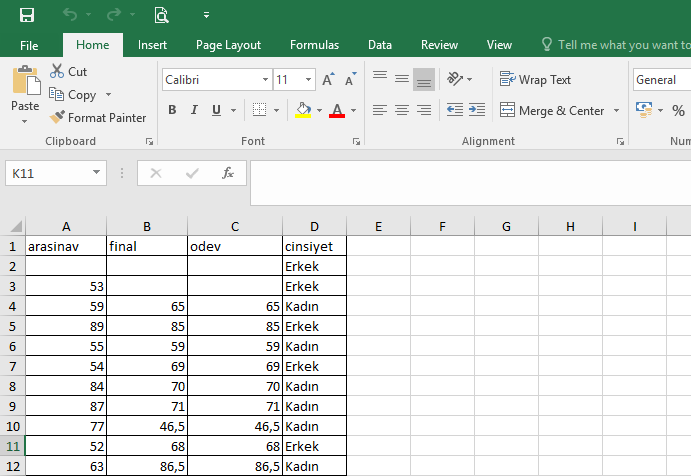 File Home Insert Page Layout Formulas Data Review View Tell me what you want to
Cut
Copy
Format Painter
Paste
Clipboard
Calibri 11 A A
B I U A
Font
Wrap Text
Merge & Center
Alignment
General
%
Num
K11 fx
A B C D E F G H I
1 arasinav final odev cinsiyet
2 Erkek
3 53 Erkek
4 59 65 65 Kadın
5 89 85 85 Erkek
6 55 59 59 Kadın
7 54 69 69 Erkek
8 84 70 70 Kadın
9 87 71 71 Kadın
10 77 46,5 46,5 Kadın
11 52 68 68 Erkek
12 63 86,5 86,5 Kadın